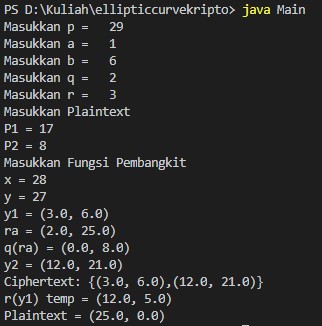 PS D:\Kuliah\ellipticcurvekripto> java Main
Masukkan p =   29
Masukkan a =   1
Masukkan b =   6
Masukkan q =   2
Masukkan r =   3
Masukkan Plaintext
P1 = 17
P2 = 8
Masukkan Fungsi Pembangkit
x = 28
y = 27
y1 = (3.0, 6.0)
ra = (2.0, 25.0)
q(ra) = (0.0, 8.0)
y2 = (12.0, 21.0)
Ciphertext: {(3.0, 6.0),(12.0, 21.0)}
r(y1) temp = (12.0, 5.0)
Plaintext = (25.0, 0.0)